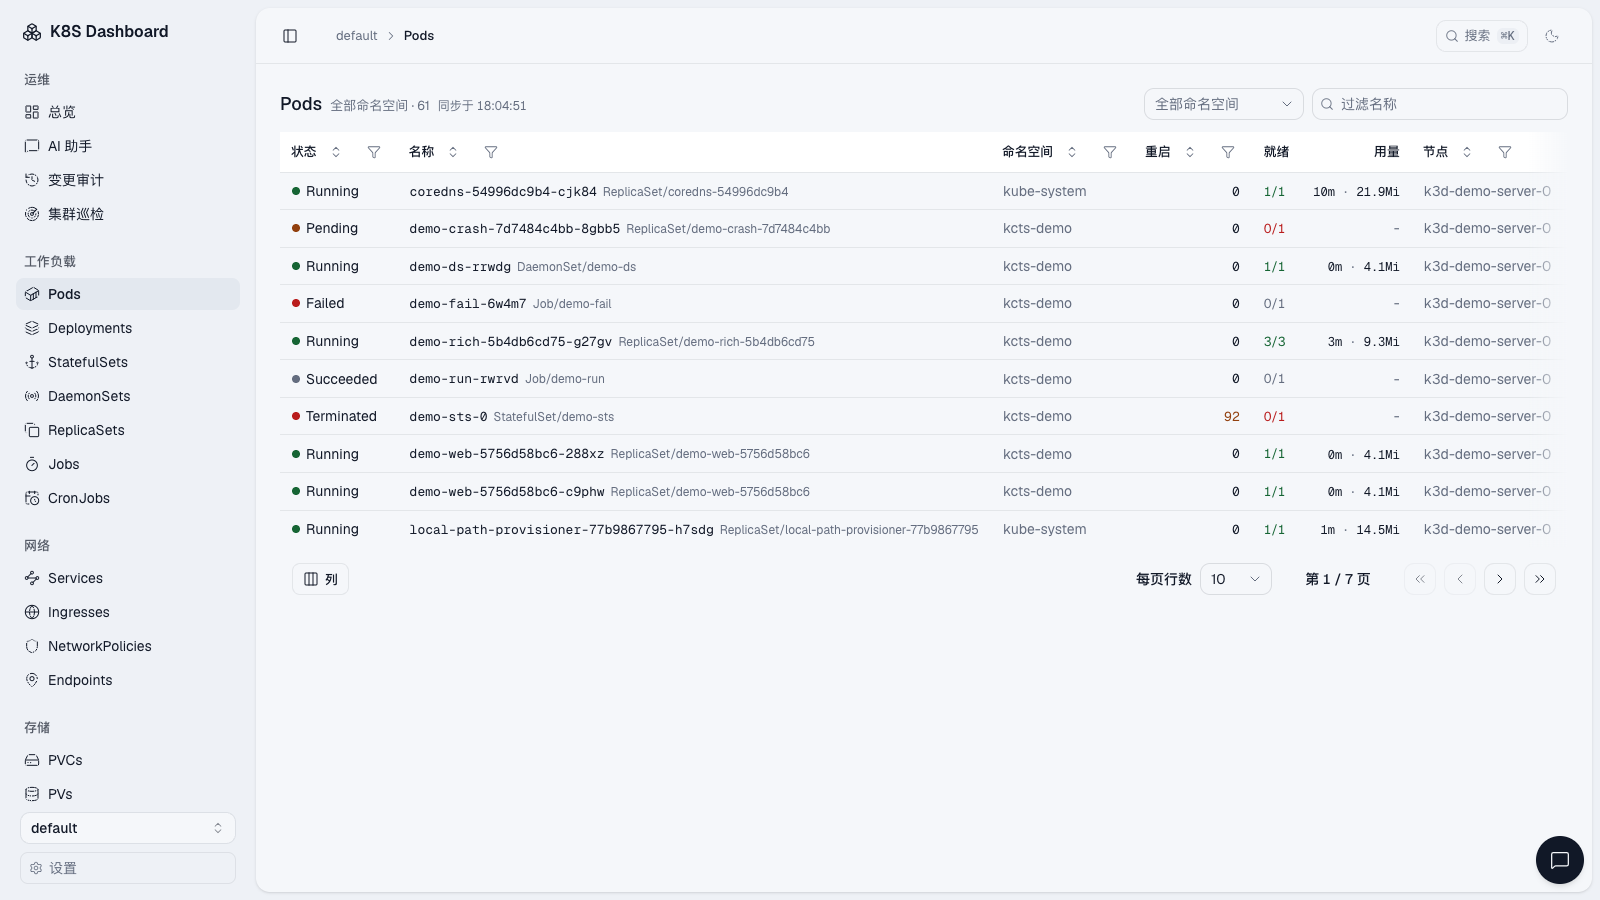 K8S Dashboard
运维
总览
AI 助手
变更审计
集群巡检
工作负载
Pods
Deployments
StatefulSets
DaemonSets
ReplicaSets
Jobs
CronJobs
网络
Services
Ingresses
NetworkPolicies
Endpoints
存储
PVCs
PVs
default
设置
default > Pods
搜索 ⌘K
Pods 全部命名空间 · 61 同步于 18:04:51
全部命名空间
过滤名称
状态 名称 命名空间 重启 就绪 用量 节点
Running coredns-54996dc9b4-cjk84 ReplicaSet/coredns-54996dc9b4 kube-system 0 1/1 10m · 21.9Mi k3d-demo-server-0
Pending demo-crash-7d7484c4bb-8gbb5 ReplicaSet/demo-crash-7d7484c4bb kcts-demo 0 0/1 - k3d-demo-server-0
Running demo-ds-rrwdg DaemonSet/demo-ds kcts-demo 0 1/1 0m · 4.1Mi k3d-demo-server-0
Failed demo-fail-6w4m7 Job/demo-fail kcts-demo 0 0/1 - k3d-demo-server-0
Running demo-rich-5b4db6cd75-g27gv ReplicaSet/demo-rich-5b4db6cd75 kcts-demo 0 3/3 3m · 9.3Mi k3d-demo-server-0
Succeeded demo-run-rwrvd Job/demo-run kcts-demo 0 0/1 - k3d-demo-server-0
Terminated demo-sts-0 StatefulSet/demo-sts kcts-demo 92 0/1 - k3d-demo-server-0
Running demo-web-5756d58bc6-288xz ReplicaSet/demo-web-5756d58bc6 kcts-demo 0 1/1 0m · 4.1Mi k3d-demo-server-0
Running demo-web-5756d58bc6-c9phw ReplicaSet/demo-web-5756d58bc6 kcts-demo 0 1/1 0m · 4.1Mi k3d-demo-server-0
Running local-path-provisioner-77b9867795-h7sdg ReplicaSet/local-path-provisioner-77b9867795 kube-system 0 1/1 1m · 14.5Mi k3d-demo-server-0
列
每页行数 10 第 1 / 7 页